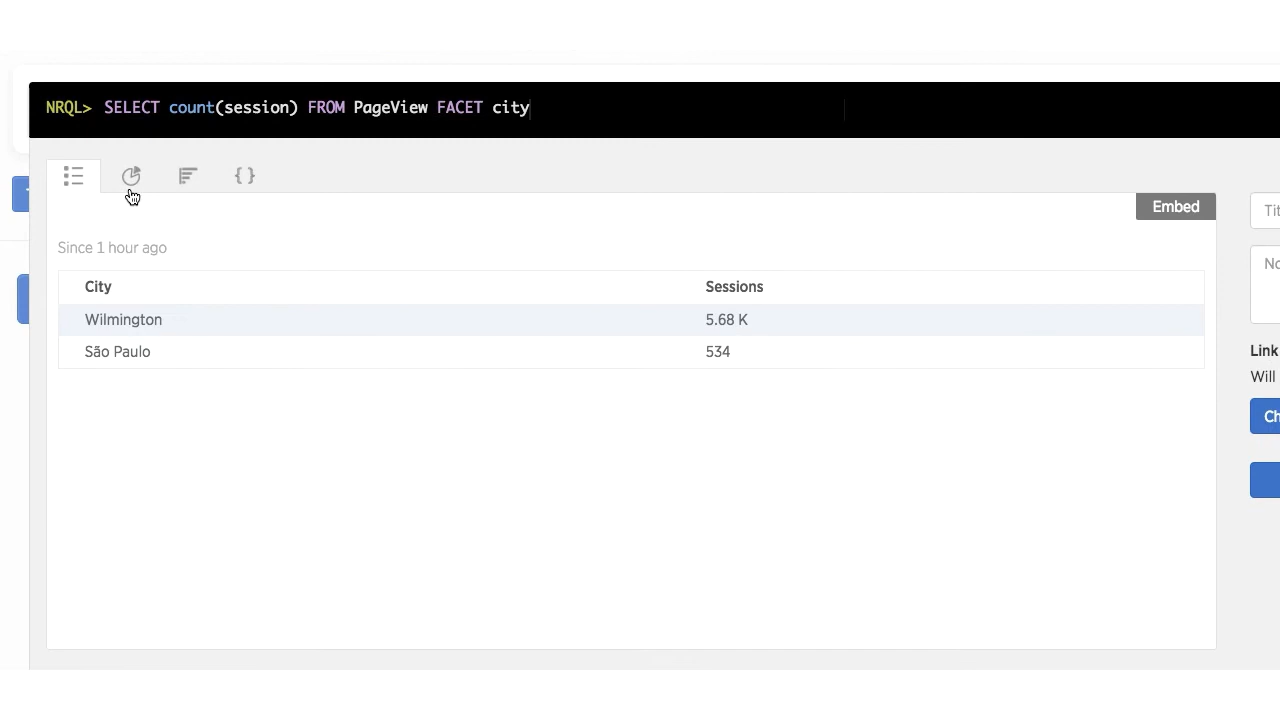 NRQL> SELECT count(session) FROM PageView FACET city
{ }
Embed
Since 1 hour ago
City Sessions
Wilmington 5.68 K
São Paulo 534
Link
Will